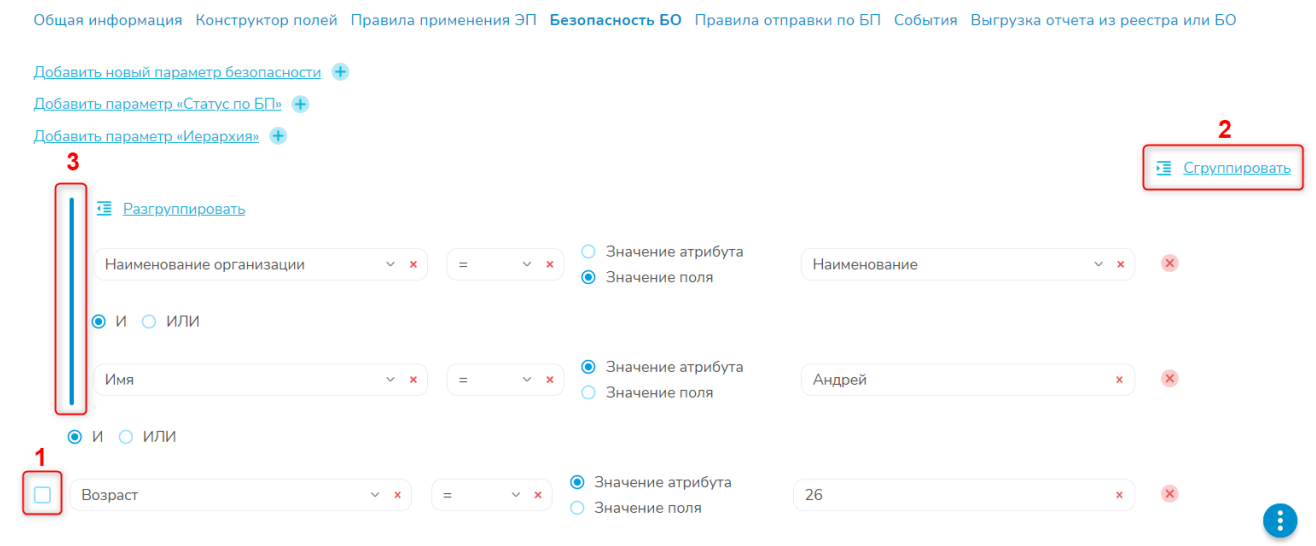 Общая информация Конструктор полей Правила применения ЭП Безопасность БО Правила отправки по БП События Выгрузка отчета из реестра или БО
Добавить новый параметр безопасности
Добавить параметр «Статус по БП»
Добавить параметр «Иерархия»
2
3
Сгруппировать
Разгруппировать
Значение атрибута
Наименование организации = Наименование
Значение поля
И ИЛИ
Значение атрибута
Имя = Андрей
Значение поля
И ИЛИ
1
Значение атрибута
Возраст = 26
Значение поля